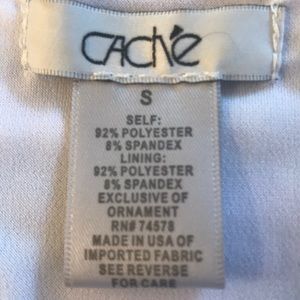 CACHÉ
S
SELF:
92% POLYESTER
8% SPANDEX
LINING:
92% POLYESTER
8% SPANDEX
EXCLUSIVE OF
ORNAMENT
RN# 74578
MADE IN USA OF
IMPORTED FABRIC
SEE REVERSE
FOR CARE